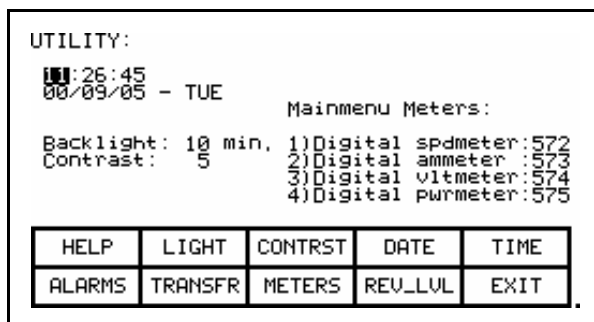 UTILITY:
11:26:45
00/09/05 - TUE
Mainmenu Meters:
Backlight: 10 min. 1)Digital spdmeter:572
Contrast: 5 2)Digital ammeter :573
3)Digital vltmeter:574
4)Digital pwrmeter:575
HELP LIGHT CONTRST DATE TIME
ALARMS TRANSFR METERS REV_LVL EXIT